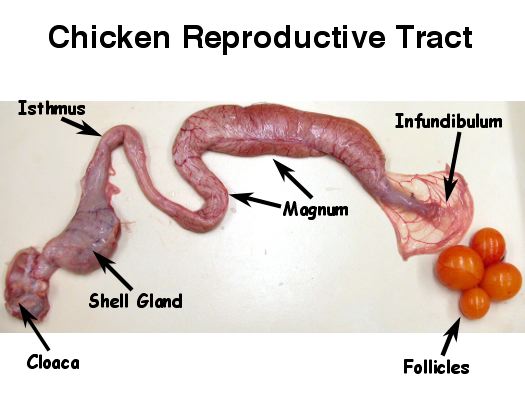 Chicken Reproductive Tract
Isthmus
Infundibulum
Magnum
Shell Gland
Cloaca
Follicles